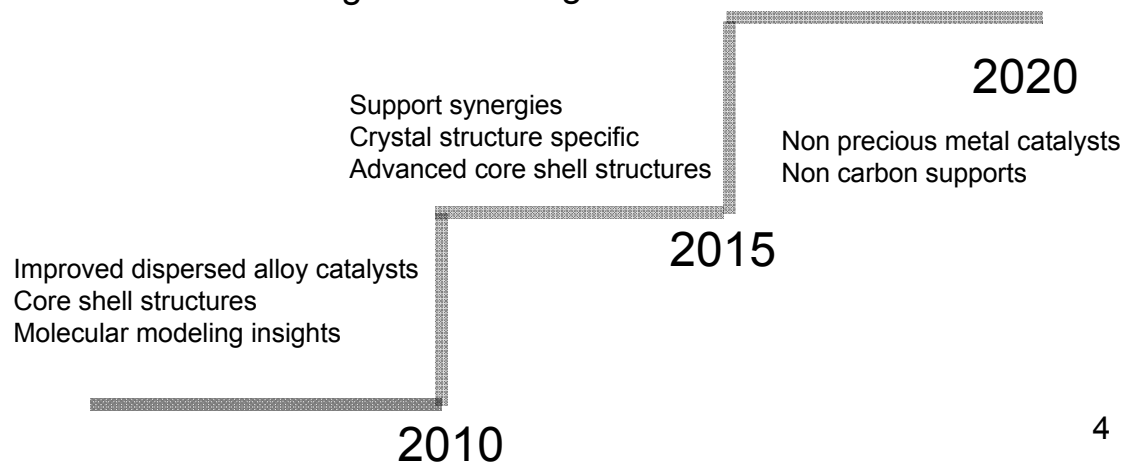 2020
Support synergies
Crystal structure specific
Advanced core shell structures
Non precious metal catalysts
Non carbon supports
2015
Improved dispersed alloy catalysts
Core shell structures
Molecular modeling insights
2010
4